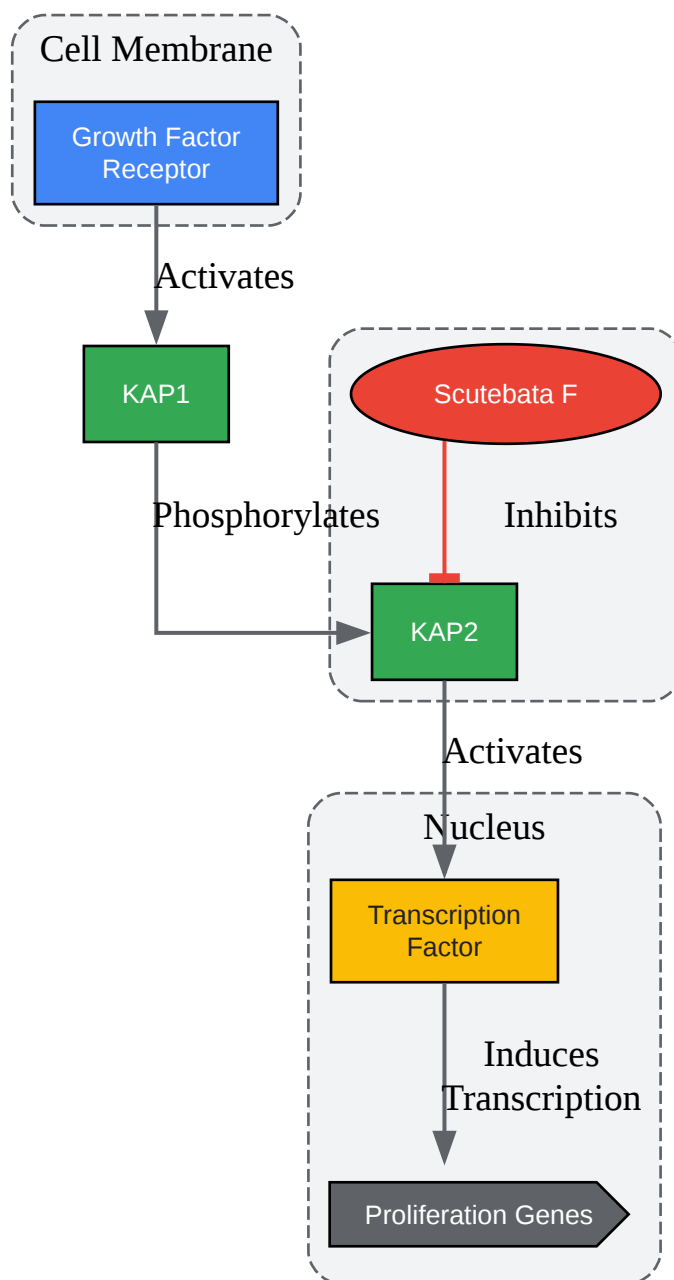 Cell Membrane
Growth Factor
Receptor
Activates
KAP1
Scutebata F
Phosphorylates
Inhibits
KAP2
Activates
Nucleus
Transcription
Factor
Induces
Transcription
Proliferation Genes